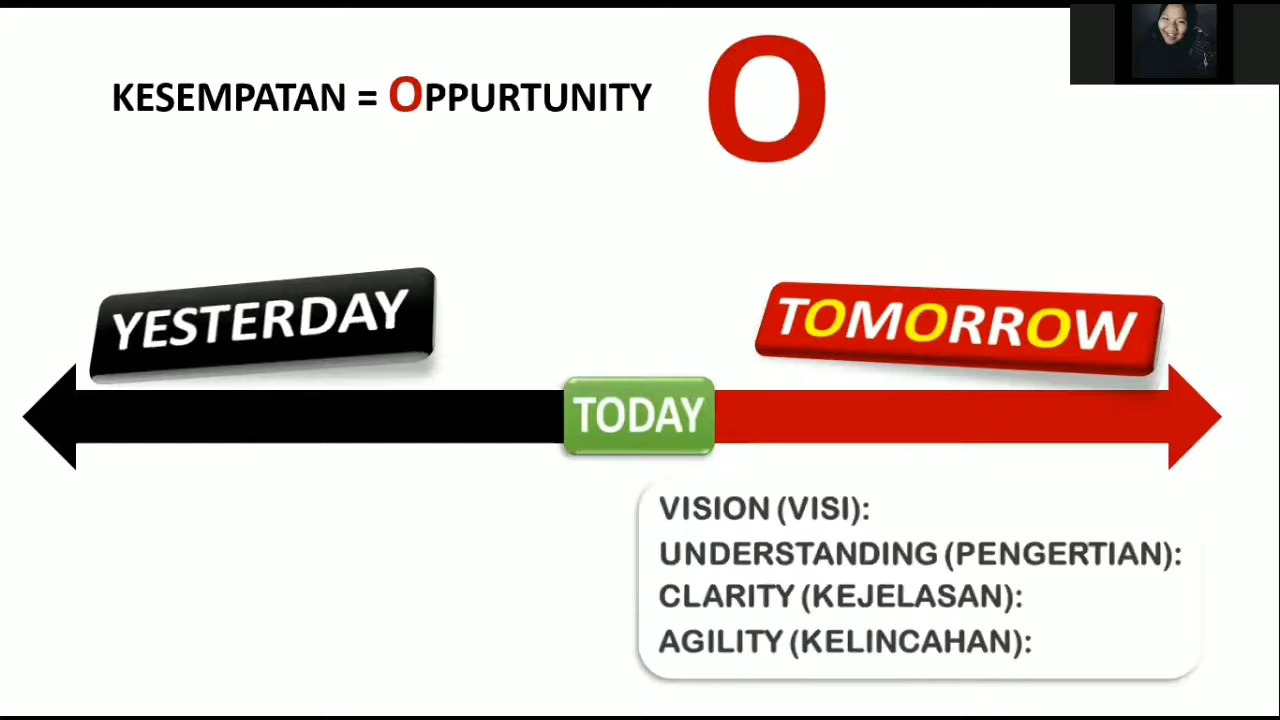 KESEMPATAN = OPPURTUNITY
O
YESTERDAY
TOMORROW
TODAY
VISION (VISI):
UNDERSTANDING (PENGERTIAN):
CLARITY (KEJELASAN):
AGILITY (KELINCAHAN):